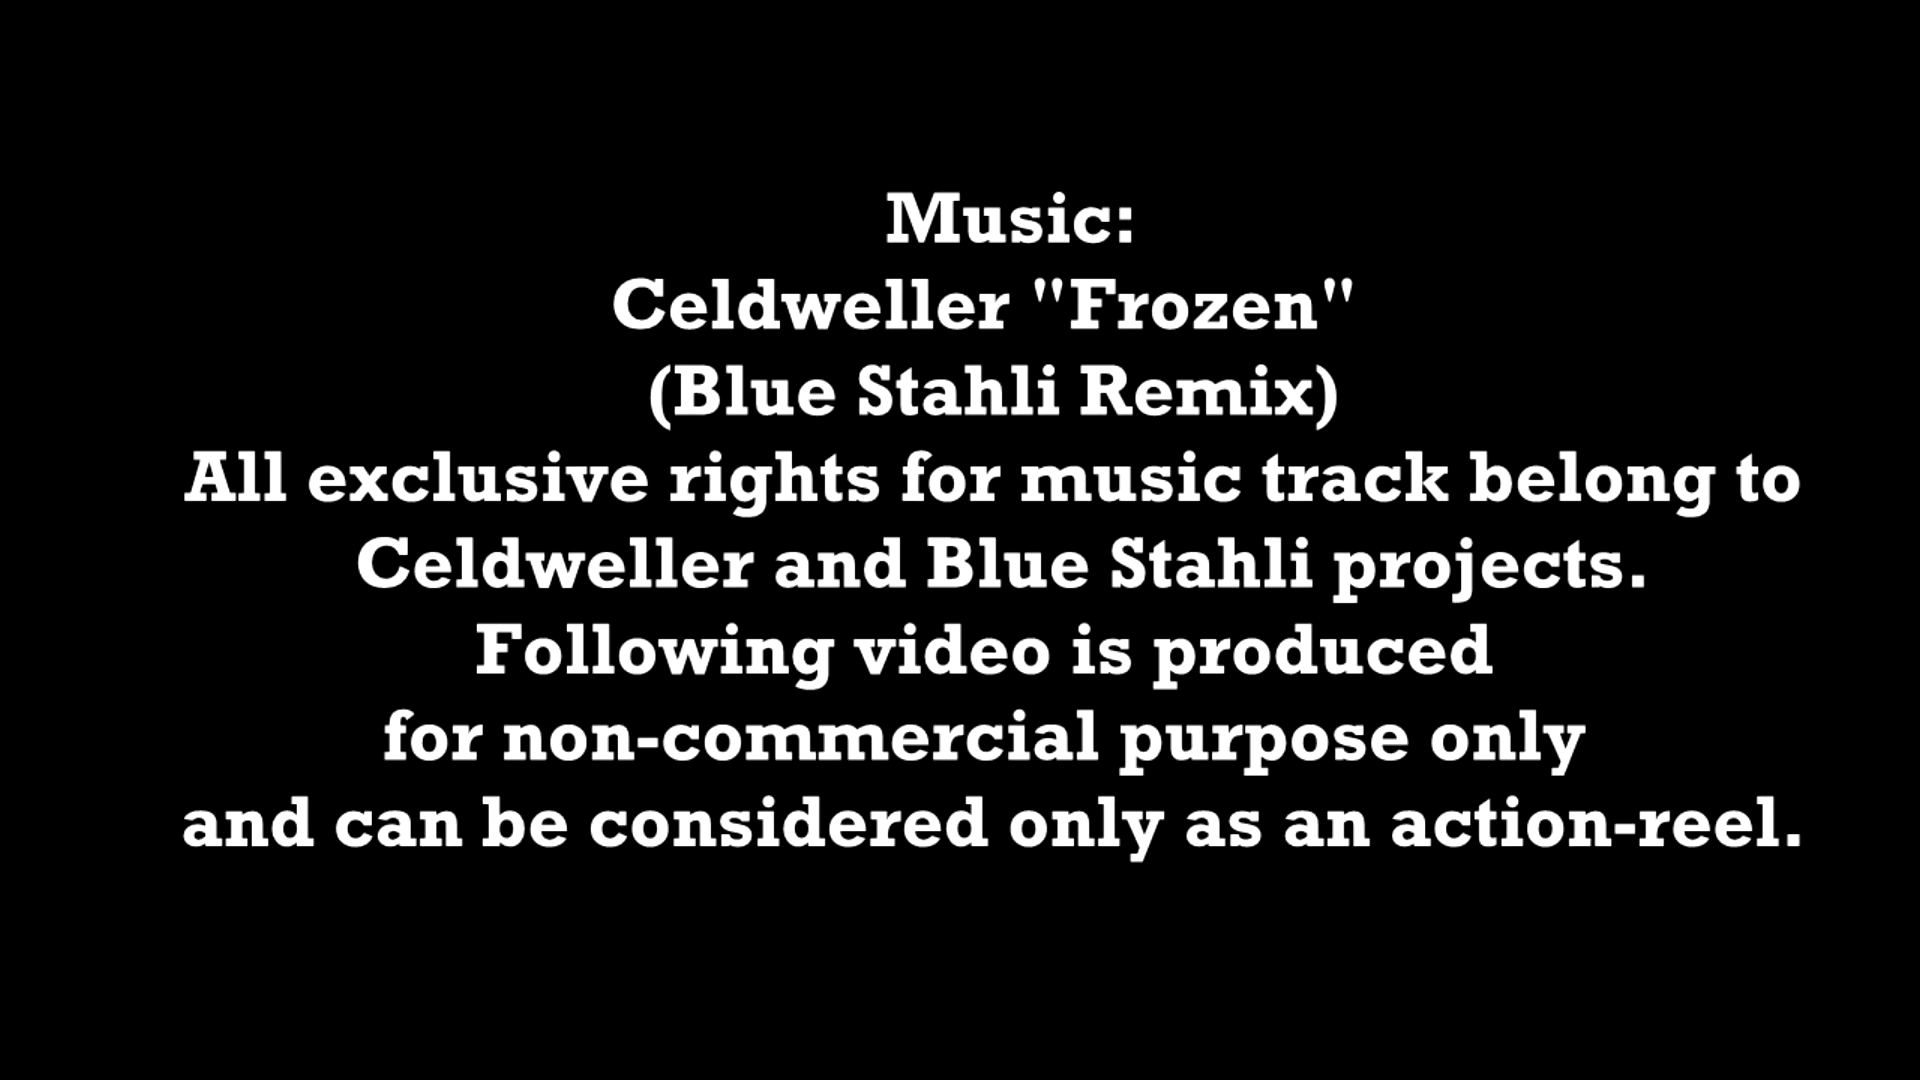 Music:
Celdweller "Frozen"
(Blue Stahli Remix)
All exclusive rights for music track belong to
Celdweller and Blue Stahli projects.
Following video is produced
for non-commercial purpose only
and can be considered only as an action-reel.